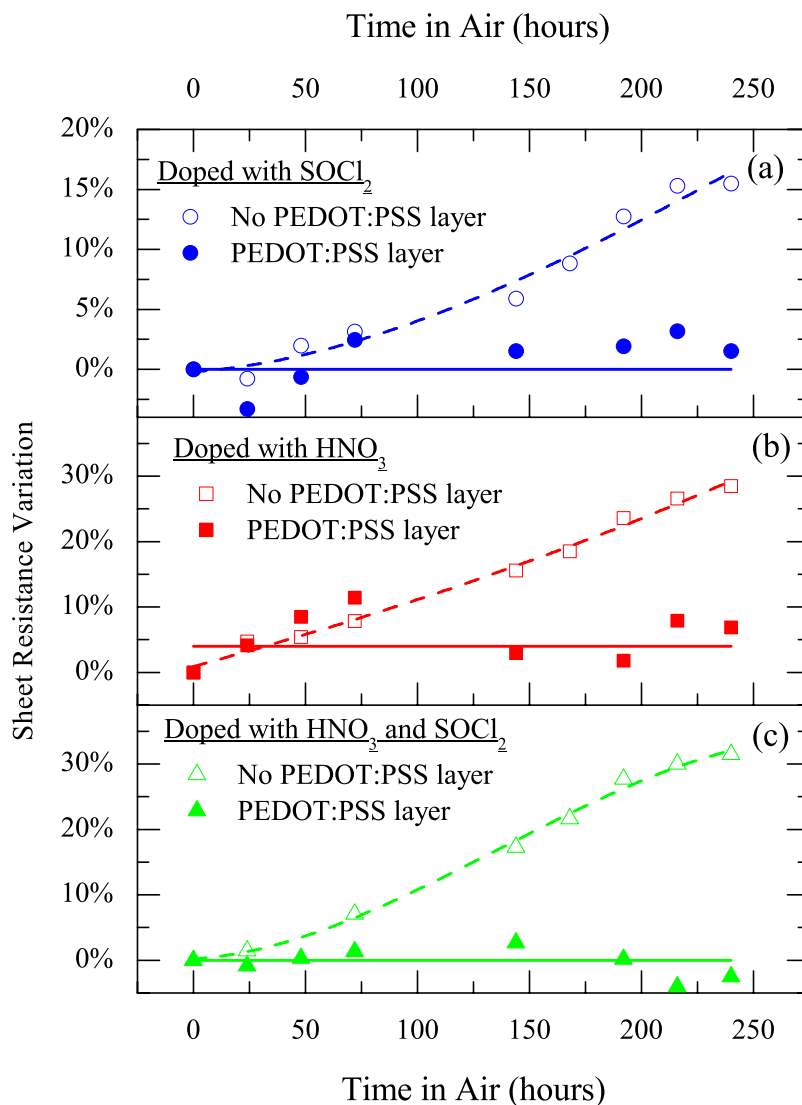 Time in Air (hours)
0 50 100 150 200 250
20%
15%
10%
5%
0%
(a)
Doped with SOCl₂
No PEDOT:PSS layer
PEDOT:PSS layer
Sheet Resistance Variation
30%
20%
10%
0%
(b)
Doped with HNO₃
No PEDOT:PSS layer
PEDOT:PSS layer
30%
20%
10%
0%
(c)
Doped with HNO₃ and SOCl₂
No PEDOT:PSS layer
PEDOT:PSS layer
0 50 100 150 200 250
Time in Air (hours)